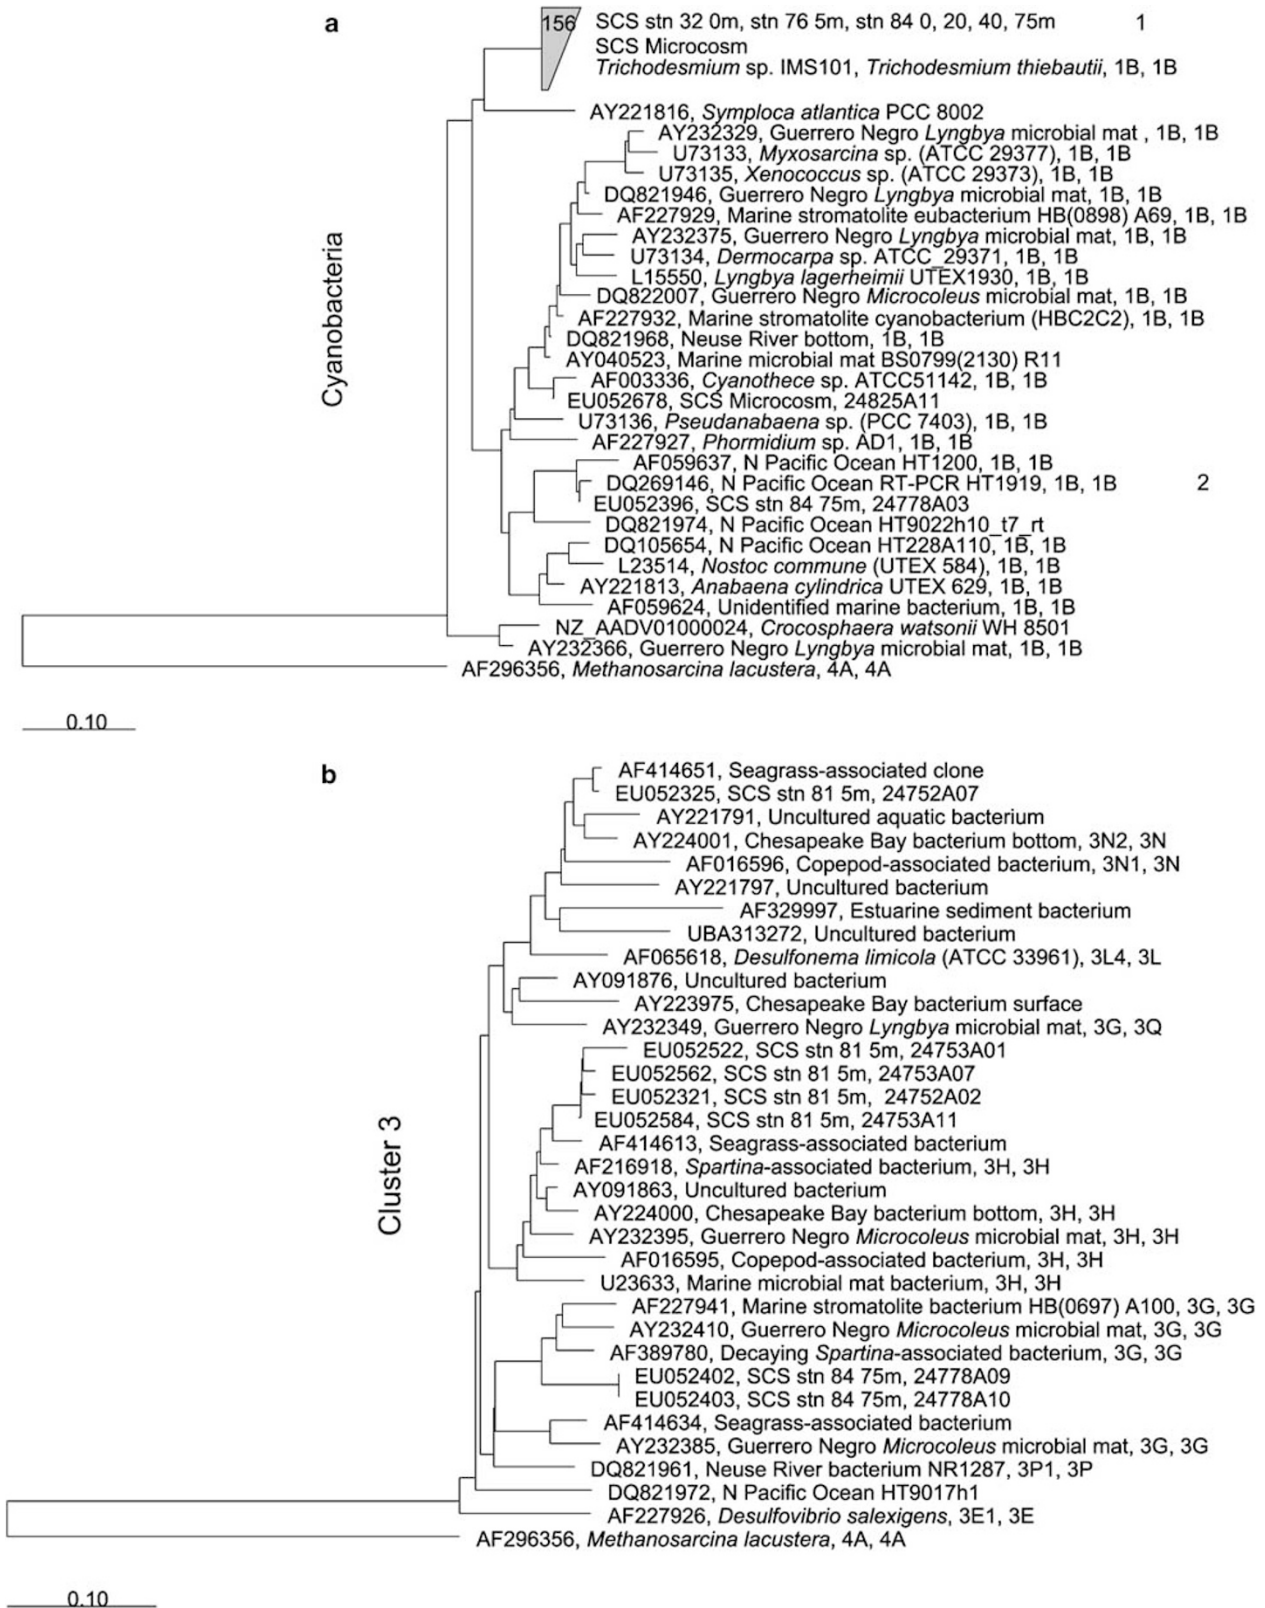 a
156
SCS stn 32 0m, stn 76 5m, stn 84 0, 20, 40, 75m 1
SCS Microcosm
Trichodesmium sp. IMS101, Trichodesmium thiebautii, 1B, 1B
AY221816, Symploca atlantica PCC 8002
AY232329, Guerrero Negro Lyngbya microbial mat , 1B, 1B
U73133, Myxosarcina sp. (ATCC 29377), 1B, 1B
U73135, Xenococcus sp. (ATCC 29373), 1B, 1B
DQ821946, Guerrero Negro Lyngbya microbial mat, 1B, 1B
AF227929, Marine stromatolite eubacterium HB(0898) A69, 1B, 1B
AY232375, Guerrero Negro Lyngbya microbial mat, 1B, 1B
U73134, Dermocarpa sp. ATCC_29371, 1B, 1B
L15550, Lyngbya lagerheimii UTEX1930, 1B, 1B
DQ822007, Guerrero Negro Microcoleus microbial mat, 1B, 1B
AF227932, Marine stromatolite cyanobacterium (HBC2C2), 1B, 1B
DQ821968, Neuse River bottom, 1B, 1B
AY040523, Marine microbial mat BS0799(2130) R11
AF003336, Cyanothece sp. ATCC51142, 1B, 1B
EU052678, SCS Microcosm, 24825A11
U73136, Pseudanabaena sp. (PCC 7403), 1B, 1B
AF227927, Phormidium sp. AD1, 1B, 1B
AF059637, N Pacific Ocean HT1200, 1B, 1B
DQ269146, N Pacific Ocean RT-PCR HT1919, 1B, 1B 2
EU052396, SCS stn 84 75m, 24778A03
DQ821974, N Pacific Ocean HT9022h10_t7_rt
DQ105654, N Pacific Ocean HT228A110, 1B, 1B
L23514, Nostoc commune (UTEX 584), 1B, 1B
AY221813, Anabaena cylindrica UTEX 629, 1B, 1B
AF059624, Unidentified marine bacterium, 1B, 1B
NZ_AADV01000024, Crocosphaera watsonii WH 8501
AY232366, Guerrero Negro Lyngbya microbial mat, 1B, 1B
AF296356, Methanosarcina lacustera, 4A, 4A
Cyanobacteria
0.10
b
AF414651, Seagrass-associated clone
EU052325, SCS stn 81 5m, 24752A07
AY221791, Uncultured aquatic bacterium
AY224001, Chesapeake Bay bacterium bottom, 3N2, 3N
AF016596, Copepod-associated bacterium, 3N1, 3N
AY221797, Uncultured bacterium
AF329997, Estuarine sediment bacterium
UBA313272, Uncultured bacterium
AF065618, Desulfonema limicola (ATCC 33961), 3L4, 3L
AY091876, Uncultured bacterium
AY223975, Chesapeake Bay bacterium surface
AY232349, Guerrero Negro Lyngbya microbial mat, 3G, 3Q
EU052522, SCS stn 81 5m, 24753A01
EU052562, SCS stn 81 5m, 24753A07
EU052321, SCS stn 81 5m, 24752A02
EU052584, SCS stn 81 5m, 24753A11
AF414613, Seagrass-associated bacterium
AF216918, Spartina-associated bacterium, 3H, 3H
AY091863, Uncultured bacterium
AY224000, Chesapeake Bay bacterium bottom, 3H, 3H
AY232395, Guerrero Negro Microcoleus microbial mat, 3H, 3H
AF016595, Copepod-associated bacterium, 3H, 3H
U23633, Marine microbial mat bacterium, 3H, 3H
AF227941, Marine stromatolite bacterium HB(0697) A100, 3G, 3G
AY232410, Guerrero Negro Microcoleus microbial mat, 3G, 3G
AF389780, Decaying Spartina-associated bacterium, 3G, 3G
EU052402, SCS stn 84 75m, 24778A09
EU052403, SCS stn 84 75m, 24778A10
AF414634, Seagrass-associated bacterium
AY232385, Guerrero Negro Microcoleus microbial mat, 3G, 3G
DQ821961, Neuse River bacterium NR1287, 3P1, 3P
DQ821972, N Pacific Ocean HT9017h1
AF227926, Desulfovibrio salexigens, 3E1, 3E
AF296356, Methanosarcina lacustera, 4A, 4A
Cluster 3
0.10